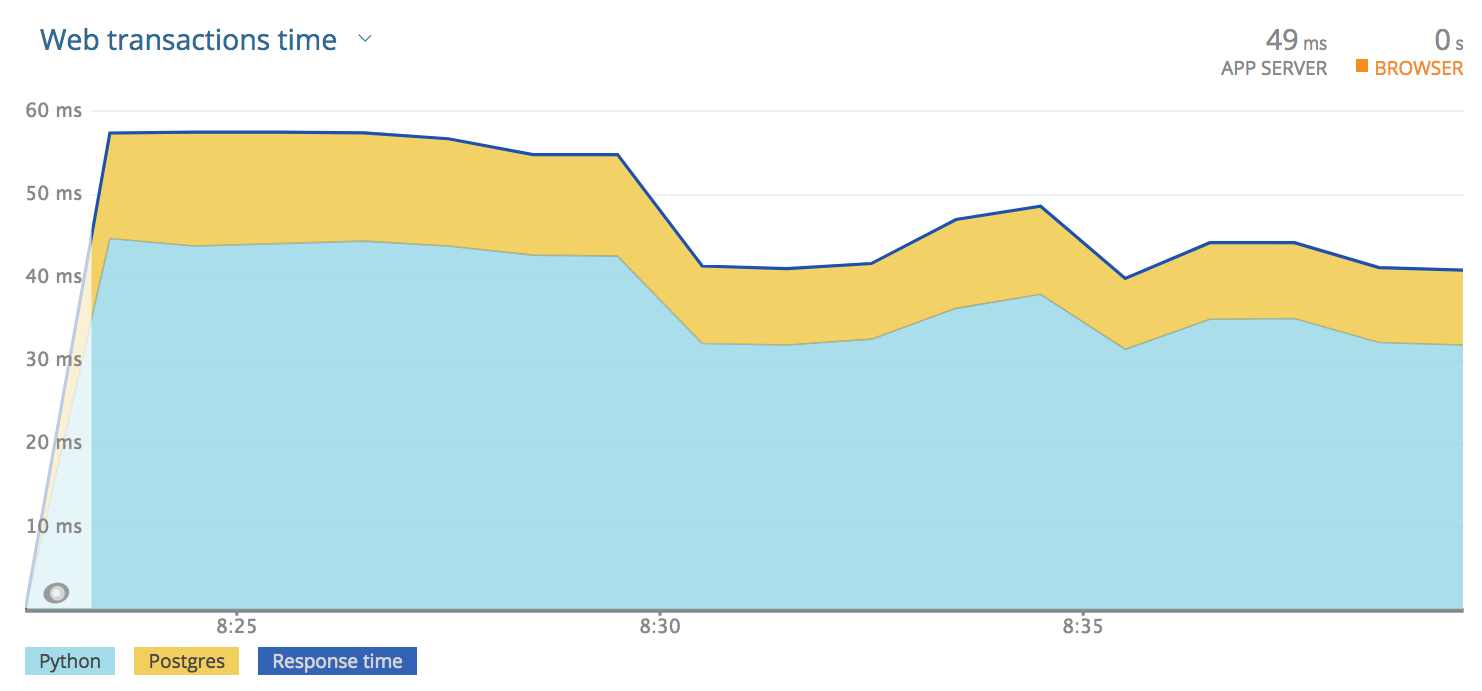 Web transactions time
49 ms
0 s
APP SERVER
BROWSER
60 ms
50 ms
40 ms
30 ms
20 ms
10 ms
8:25 8:30 8:35
Python Postgres Response time